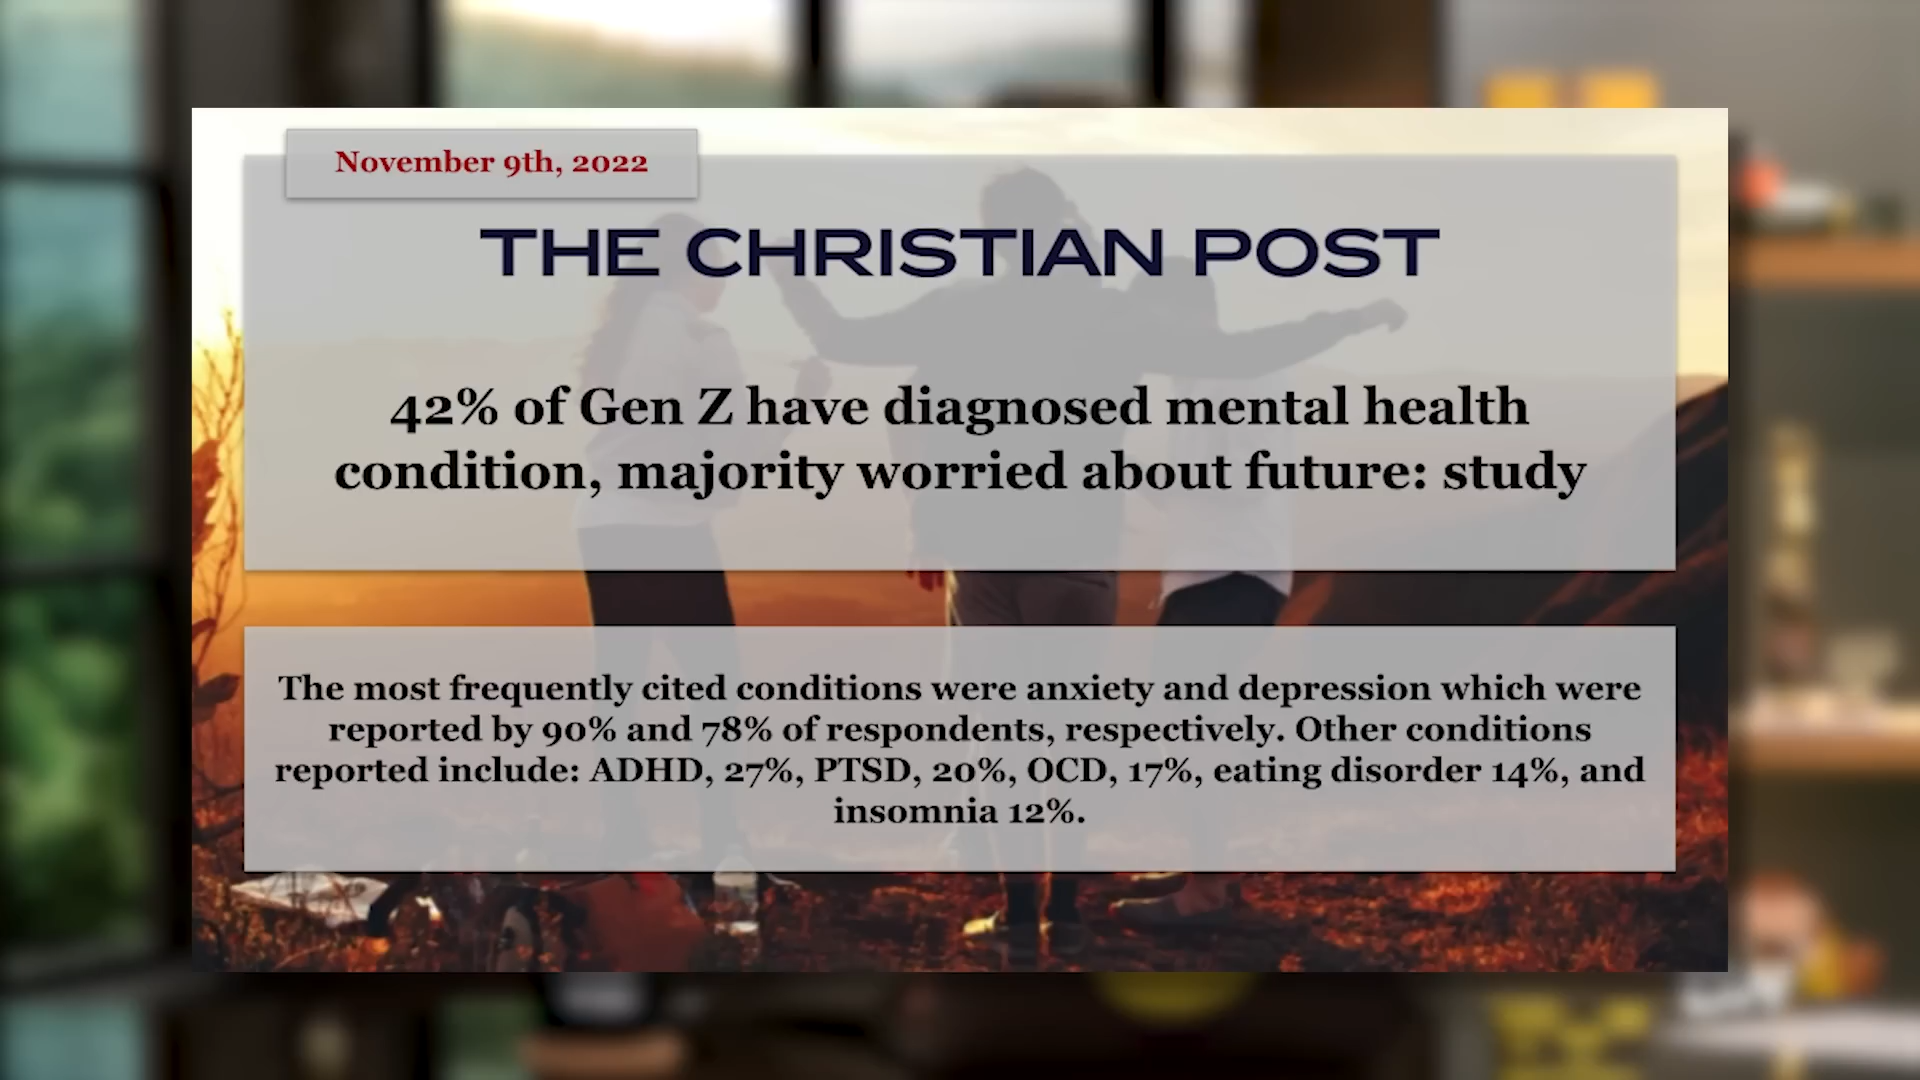 November 9th, 2022
THE CHRISTIAN POST
42% of Gen Z have diagnosed mental health
condition, majority worried about future: study
The most frequently cited conditions were anxiety and depression which were
reported by 90% and 78% of respondents, respectively. Other conditions
reported include: ADHD, 27%, PTSD, 20%, OCD, 17%, eating disorder 14%, and
insomnia 12%.